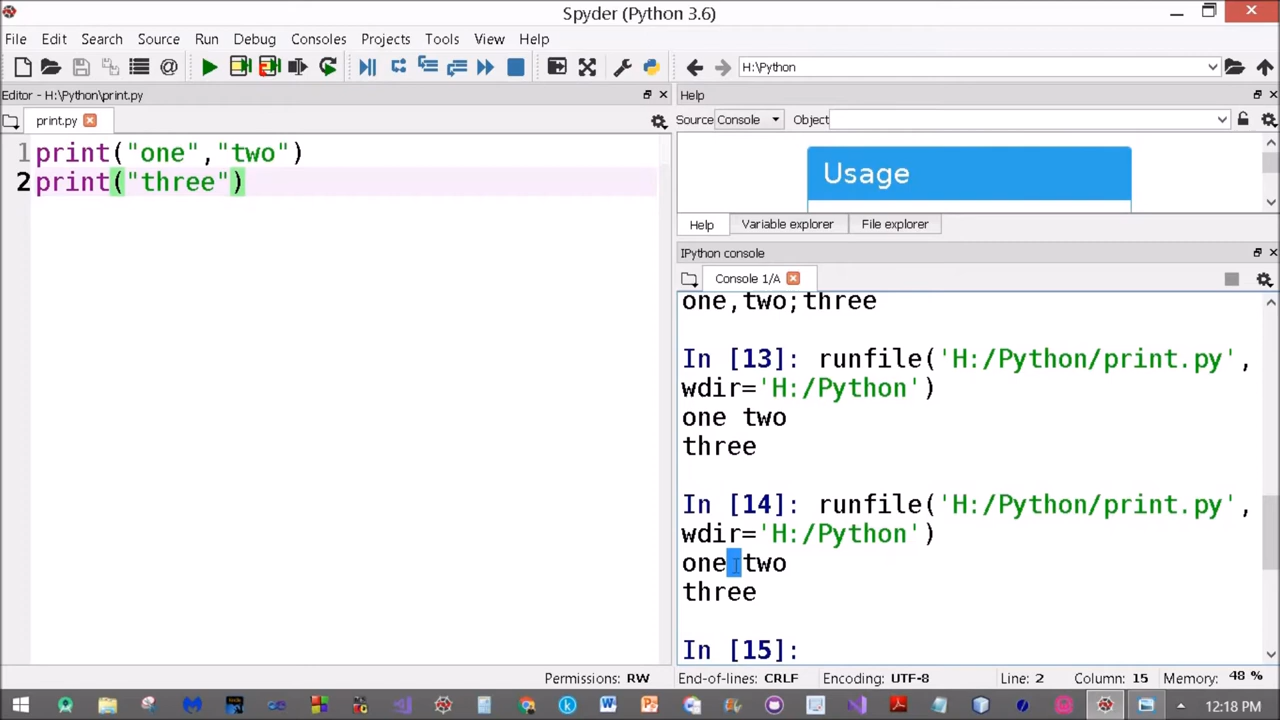 Spyder (Python 3.6)
File Edit Search Source Run Debug Consoles Projects Tools View Help
H:\Python
Editor - H:\Python\print.py
print.py
1 print("one","two")
2 print("three")
Help
Source Console Object
Usage
Help Variable explorer File explorer
IPython console
Console 1/A
one,two;three
In [13]: runfile('H:/Python/print.py',
wdir='H:/Python')
one two
three
In [14]: runfile('H:/Python/print.py',
wdir='H:/Python')
one two
three
In [15]:
Permissions: RW End-of-lines: CRLF Encoding: UTF-8 Line: 2 Column: 15 Memory: 48 %
12:18 PM